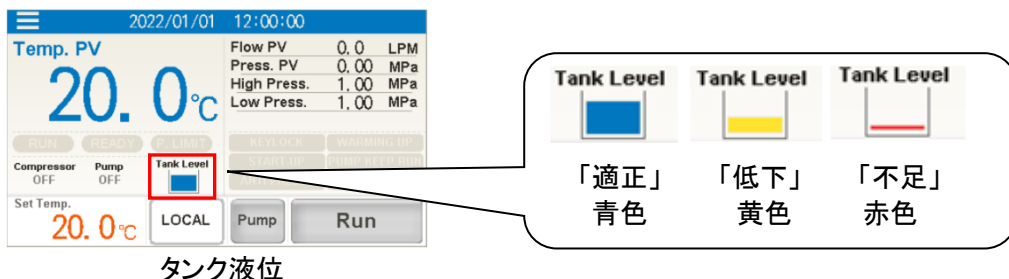 2022/01/01 12:00:00
Temp. PV
20.0℃
Flow PV 0.0 LPM
Press. PV 0.00 MPa
High Press. 1.00 MPa
Low Press. 1.00 MPa
RUN READY P. LIMIT
KEYLOCK WARMING UP
START-UP PUMP KEEP RUN
Compressor OFF
Pump OFF
Tank Level
Set Temp.
20.0℃
LOCAL
Pump
Run
タンク液位
Tank Level Tank Level Tank Level
「適正」 「低下」 「不足」
青色 黄色 赤色